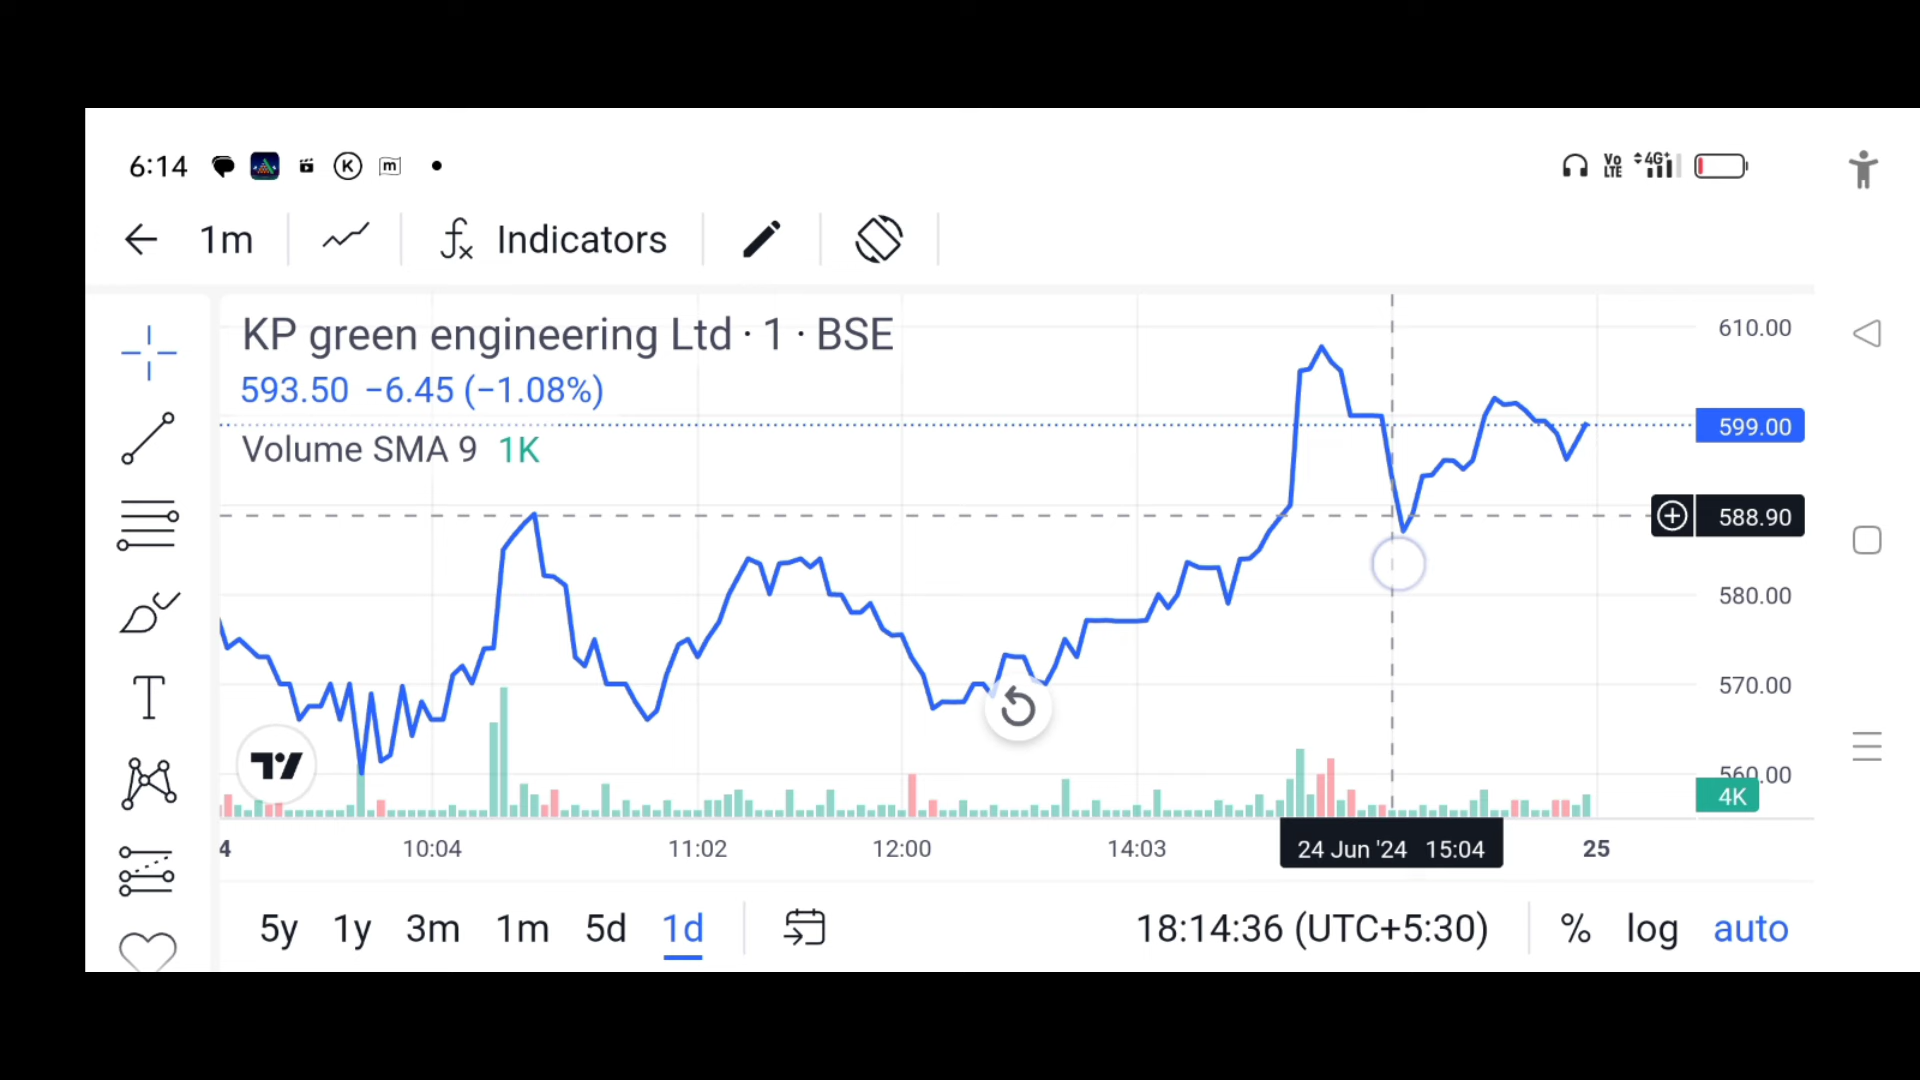 6:14 K m Vo LTE 4G+
1m Indicators
KP green engineering Ltd · 1 · BSE
593.50 −6.45 (−1.08%)
Volume SMA 9 1K
610.00
599.00
588.90
580.00
570.00
560.00
4K
4 10:04 11:02 12:00 14:03 24 Jun '24 15:04 25
5y 1y 3m 1m 5d 1d 18:14:36 (UTC+5:30) % log auto